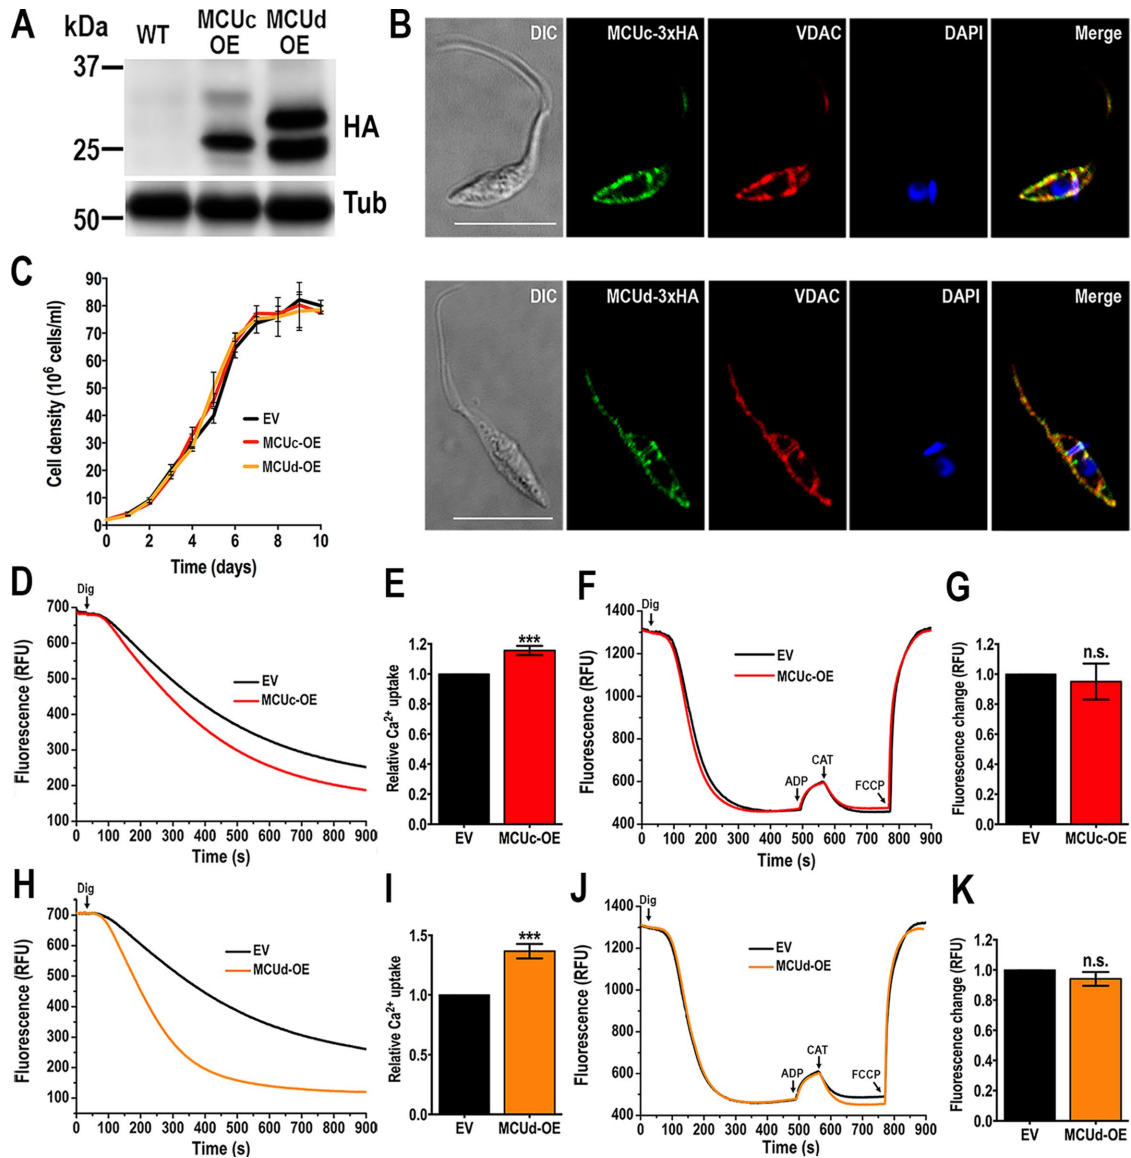 A
kDa
WT
MCUc
OE
MCUd
OE
37
25
50
HA
Tub
B
DIC
MCUc-3xHA
VDAC
DAPI
Merge
DIC
MCUd-3xHA
VDAC
DAPI
Merge
C
Cell density (10⁶ cells/ml)
90
80
70
60
50
40
30
20
10
0
0 2 4 6 8 10
Time (days)
EV
MCUc-OE
MCUd-OE
D
Dig
Fluorescence (RFU)
700
600
500
400
300
200
100
0 100 200 300 400 500 600 700 800 900
Time (s)
EV
MCUc-OE
E
Relative Ca²⁺ uptake
1.2
1.0
0.8
0.6
0.4
0.2
0.0
***
EV MCUc-OE
F
Dig
Fluorescence (RFU)
1400
1200
1000
800
600
400
EV
MCUc-OE
ADP
CAT
FCCP
0 100 200 300 400 500 600 700 800 900
Time (s)
G
Fluorescence change (RFU)
1.2
1.0
0.8
0.6
0.4
0.2
0.0
n.s.
EV MCUc-OE
H
Dig
Fluorescence (RFU)
700
600
500
400
300
200
100
0 100 200 300 400 500 600 700 800 900
Time (s)
EV
MCUd-OE
I
Relative Ca²⁺ uptake
1.5
1.0
0.5
0.0
***
EV MCUd-OE
J
Dig
Fluorescence (RFU)
1400
1200
1000
800
600
400
EV
MCUd-OE
ADP
CAT
FCCP
0 100 200 300 400 500 600 700 800 900
Time (s)
K
Fluorescence change (RFU)
1.2
1.0
0.8
0.6
0.4
0.2
0.0
n.s.
EV MCUd-OE